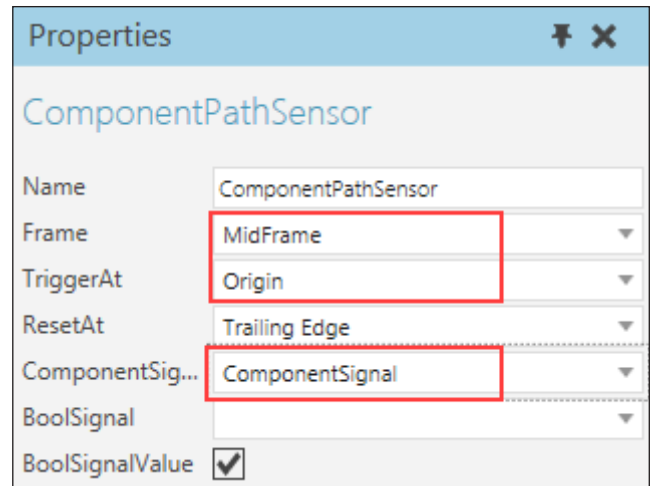 Properties
ComponentPathSensor
Name ComponentPathSensor
Frame MidFrame
TriggerAt Origin
ResetAt Trailing Edge
ComponentSig... ComponentSignal
BoolSignal
BoolSignalValue